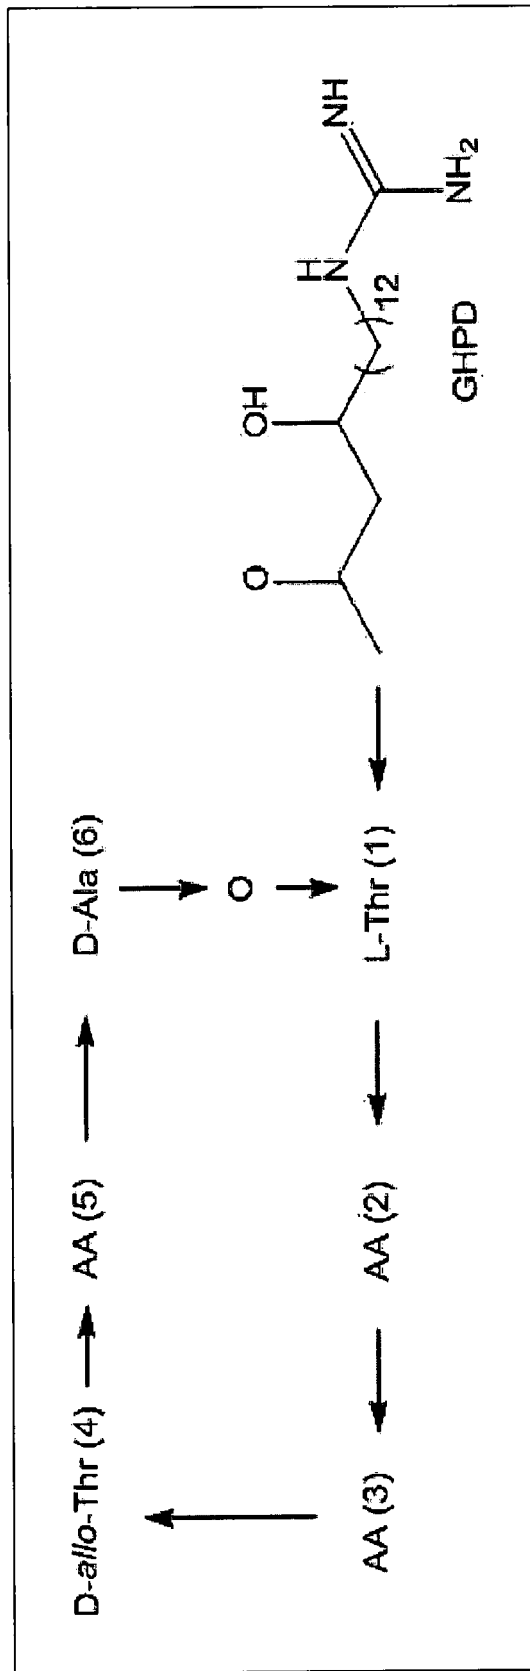 D-allo-Thr (4) AA (5) D-Ala (6)
O
AA (3) AA (2) L-Thr (1)
O OH H
N
NH
( )12
NH2
GHPD